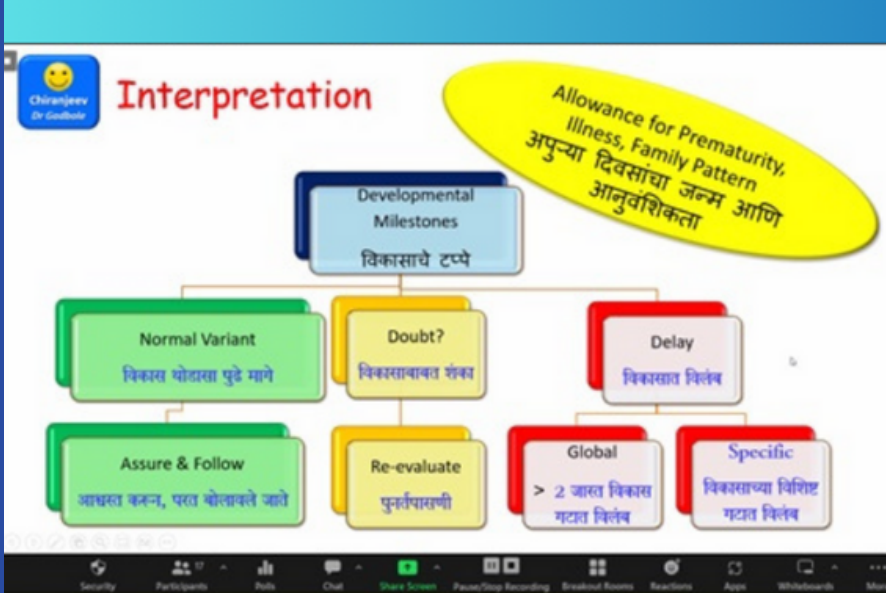 Chiranjeev
Dr Godbole
Interpretation
Allowance for Prematurity,
Illness, Family Pattern
अपुऱ्या दिवसांचा जन्म आणि
आनुवंशिकता
Developmental
Milestones
विकासाचे टप्पे
Normal Variant
विकास थोडासा पुढे मागे
Doubt?
विकासाबाबत शंका
Delay
विकासात विलंब
Assure & Follow
आश्वस्त करून, परत बोलावले जाते
Re-evaluate
पुनर्तपासणी
Global
> 2 जास्त विकास
गटात विलंब
Specific
विकासाच्या विशिष्ट
गटात विलंब
Security
Participants 17
Polls
Chat
Share Screen
Pause/Stop Recording
Breakout Rooms
Reactions
Apps
Whiteboards